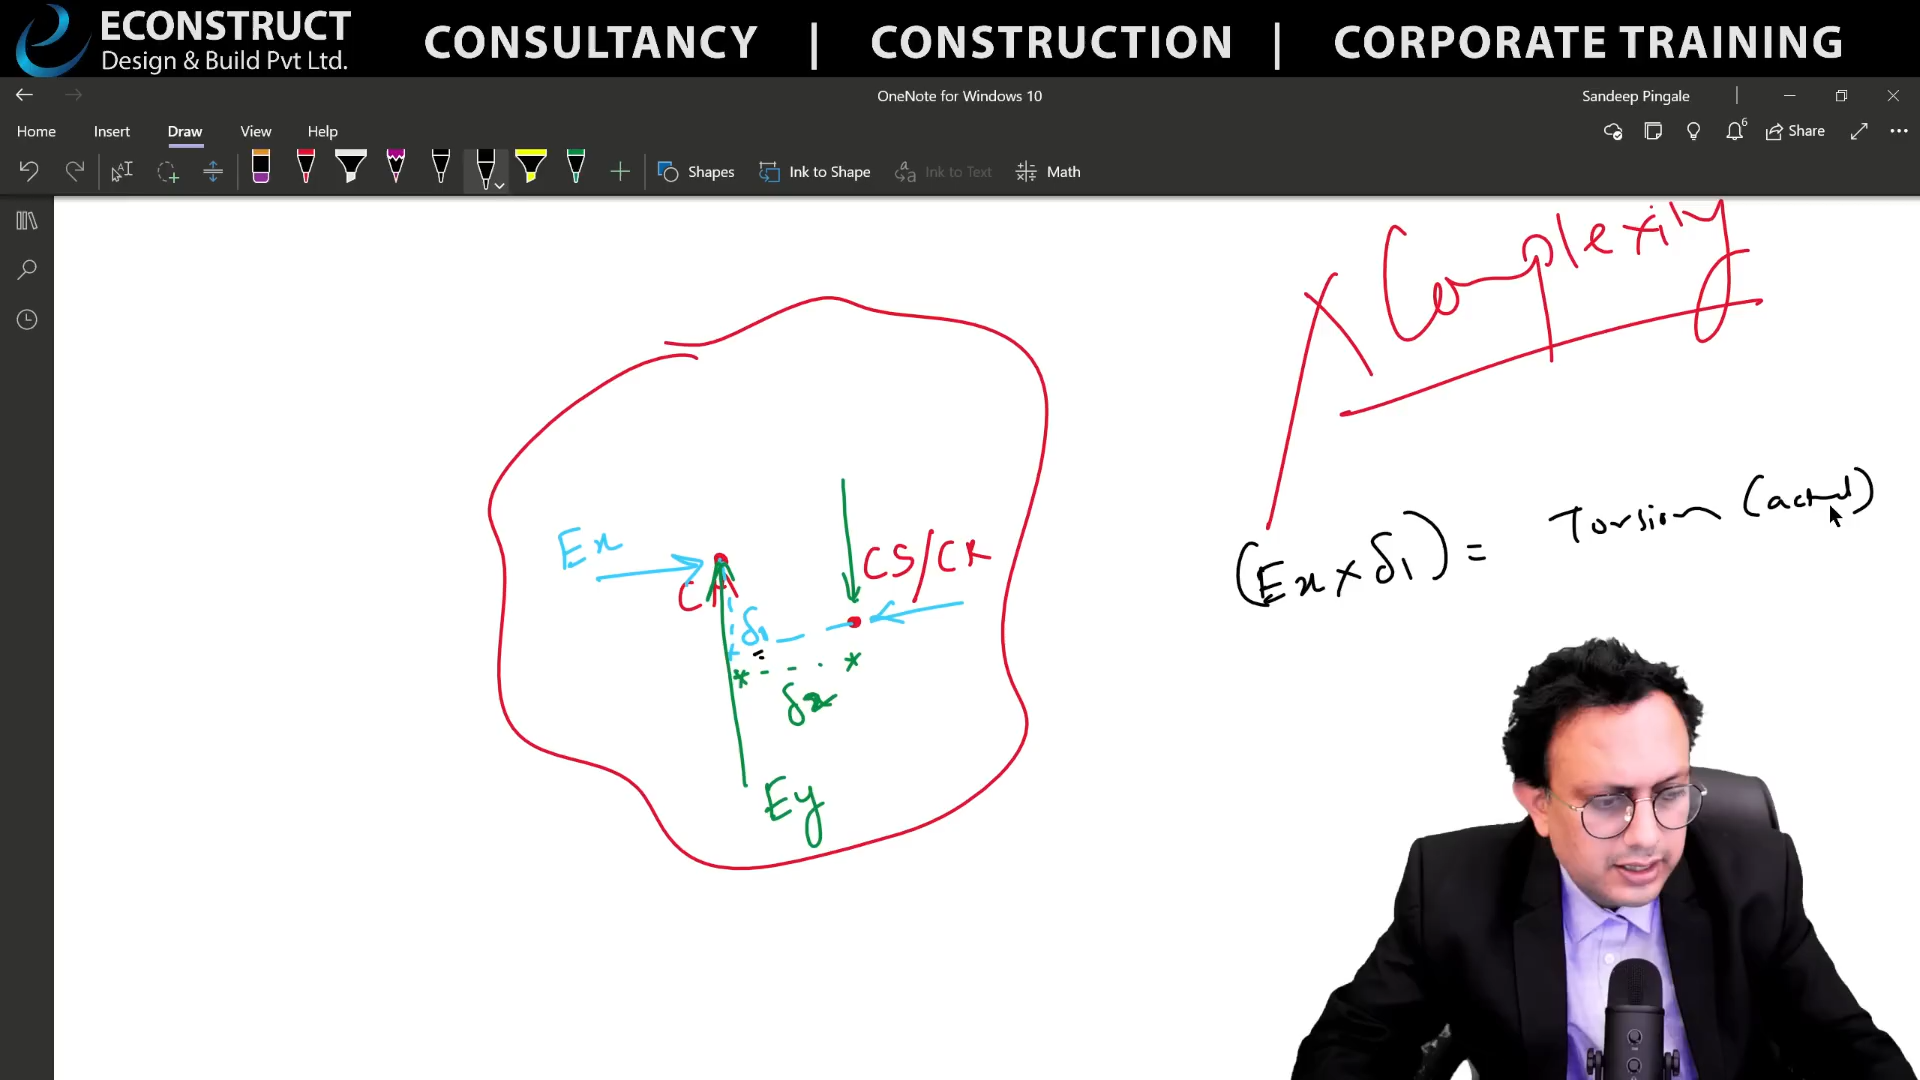 ECONSTRUCT
Design & Build Pvt Ltd.
CONSULTANCY | CONSTRUCTION | CORPORATE TRAINING
OneNote for Windows 10
Sandeep Pingale
Home Insert Draw View Help
6
Share
Shapes
Ink to Shape
Ink to Text
Math
Complexity
Torsion (actual)
(Ex x δ1) =
Ex
CS/CR
δ1
δ2
Ey